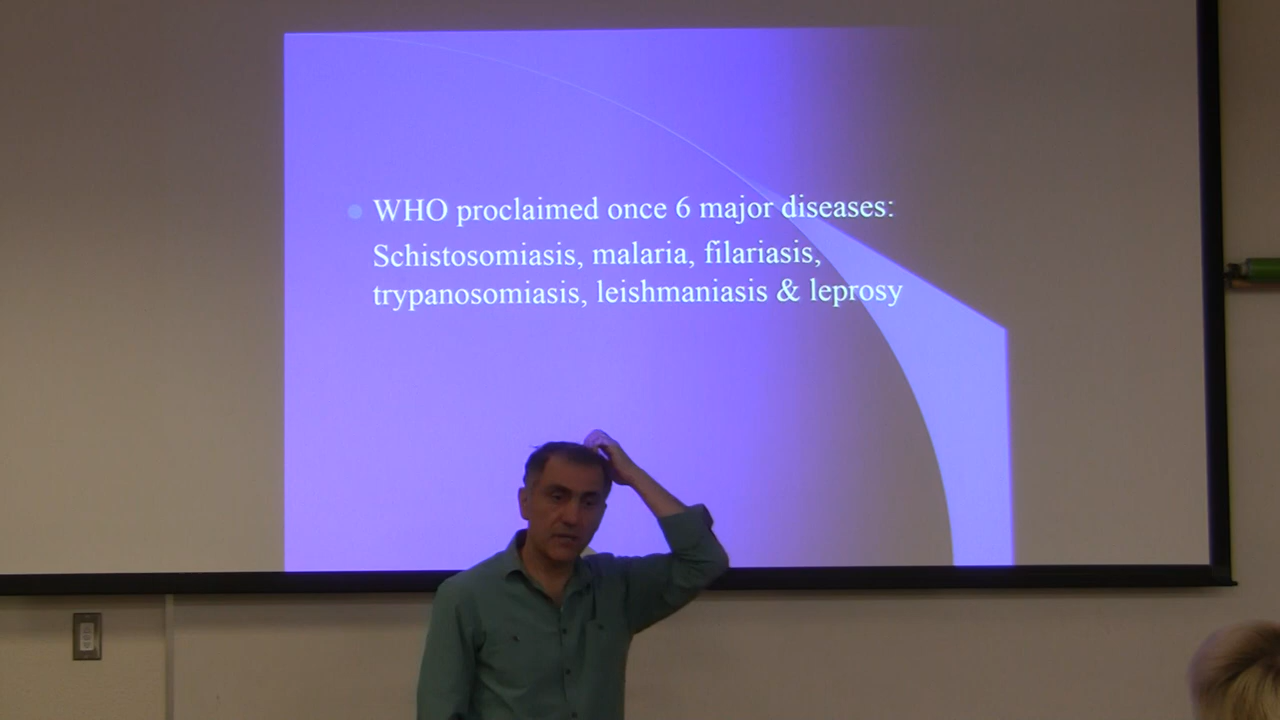 WHO proclaimed once 6 major diseases:
Schistosomiasis, malaria, filariasis,
trypanosomiasis, leishmaniasis & leprosy